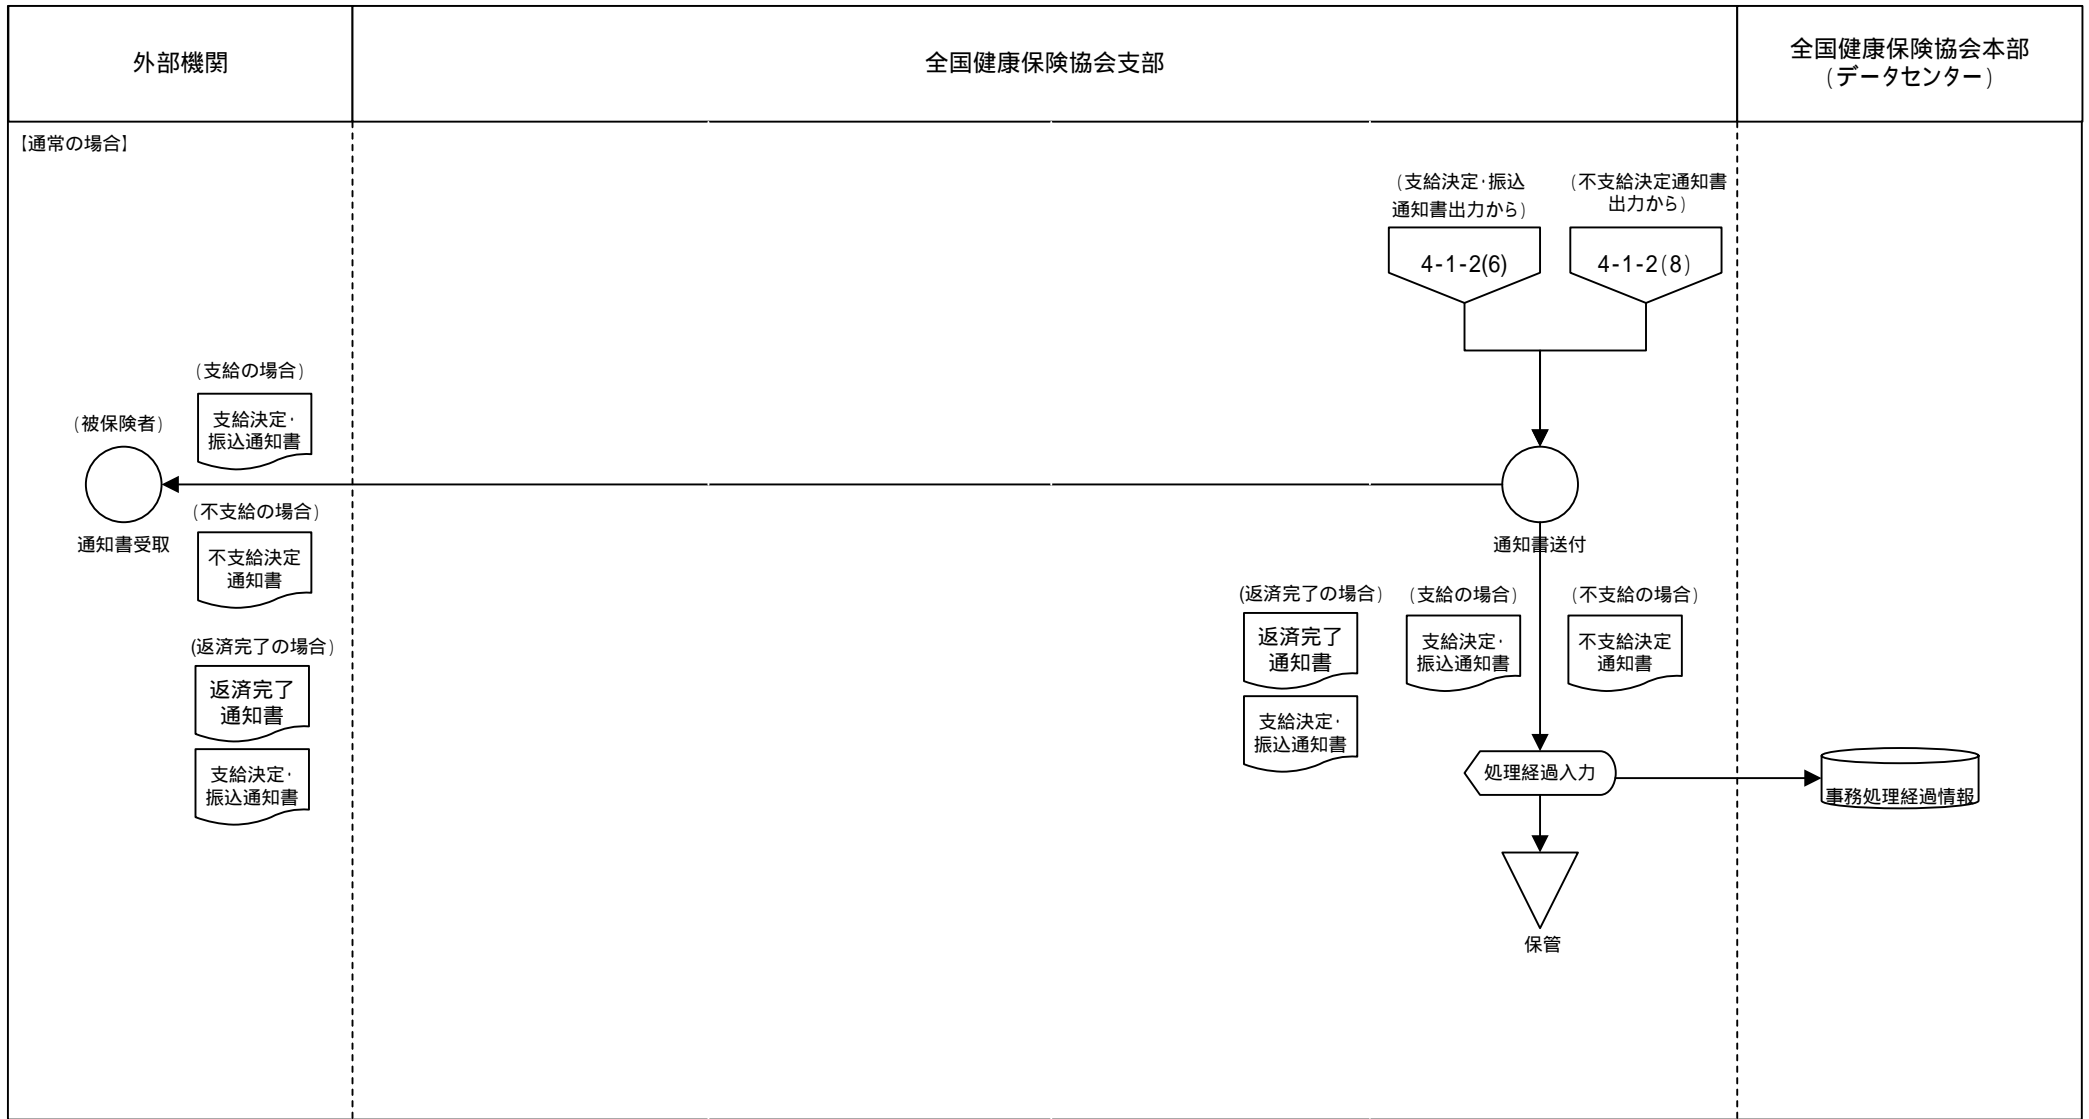 外部機関
全国健康保険協会支部
全国健康保険協会本部
(データセンター)
【通常の場合】
(支給決定・振込
通知書出力から)
(不支給決定通知書
出力から)
4-1-2(6)
4-1-2(8)
(支給の場合)
支給決定・
振込通知書
(被保険者)
通知書受取
(不支給の場合)
不支給決定
通知書
(返済完了の場合)
返済完了
通知書
支給決定・
振込通知書
通知書送付
(返済完了の場合)
返済完了
通知書
支給決定・
振込通知書
(支給の場合)
支給決定・
振込通知書
(不支給の場合)
不支給決定
通知書
処理経過入力
事務処理経過情報
保管